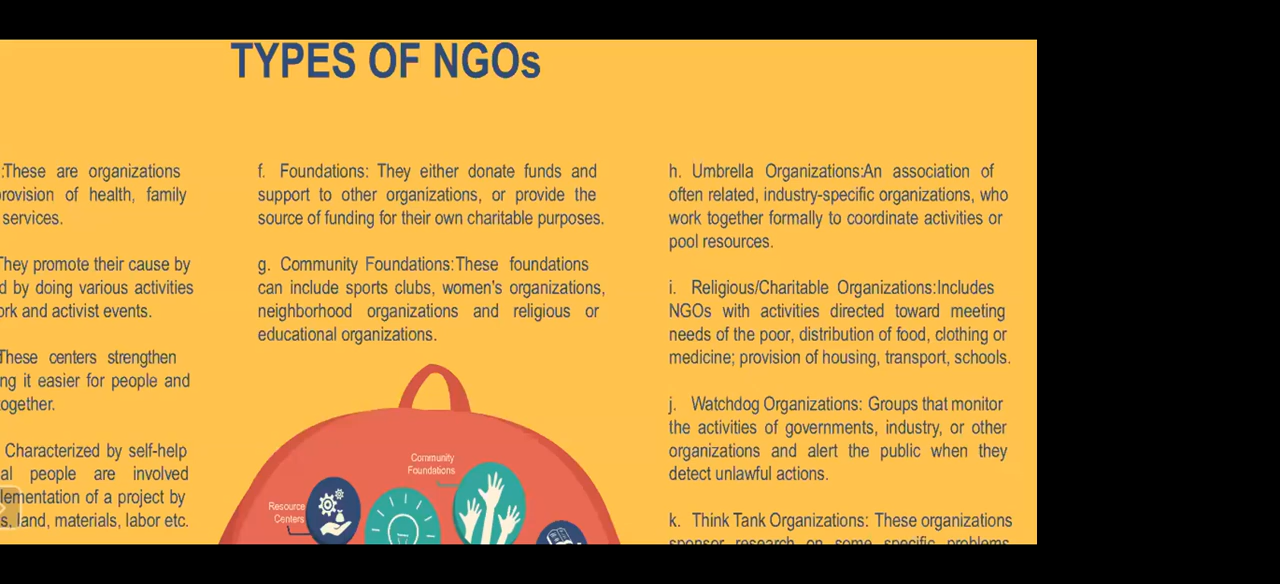 TYPES OF NGOs
:These are organizations
provision of health, family
services.
They promote their cause by
d by doing various activities
ork and activist events.
These centers strengthen
ng it easier for people and
together.
Characterized by self-help
al people are involved
lementation of a project by
s, land, materials, labor etc.
f. Foundations: They either donate funds and
support to other organizations, or provide the
source of funding for their own charitable purposes.
g. Community Foundations:These foundations
can include sports clubs, women's organizations,
neighborhood organizations and religious or
educational organizations.
Community
Foundations
Resource
Centers
h. Umbrella Organizations:An association of
often related, industry-specific organizations, who
work together formally to coordinate activities or
pool resources.
i. Religious/Charitable Organizations:Includes
NGOs with activities directed toward meeting
needs of the poor, distribution of food, clothing or
medicine; provision of housing, transport, schools.
j. Watchdog Organizations: Groups that monitor
the activities of governments, industry, or other
organizations and alert the public when they
detect unlawful actions.
k. Think Tank Organizations: These organizations
sponsor research on some specific problems